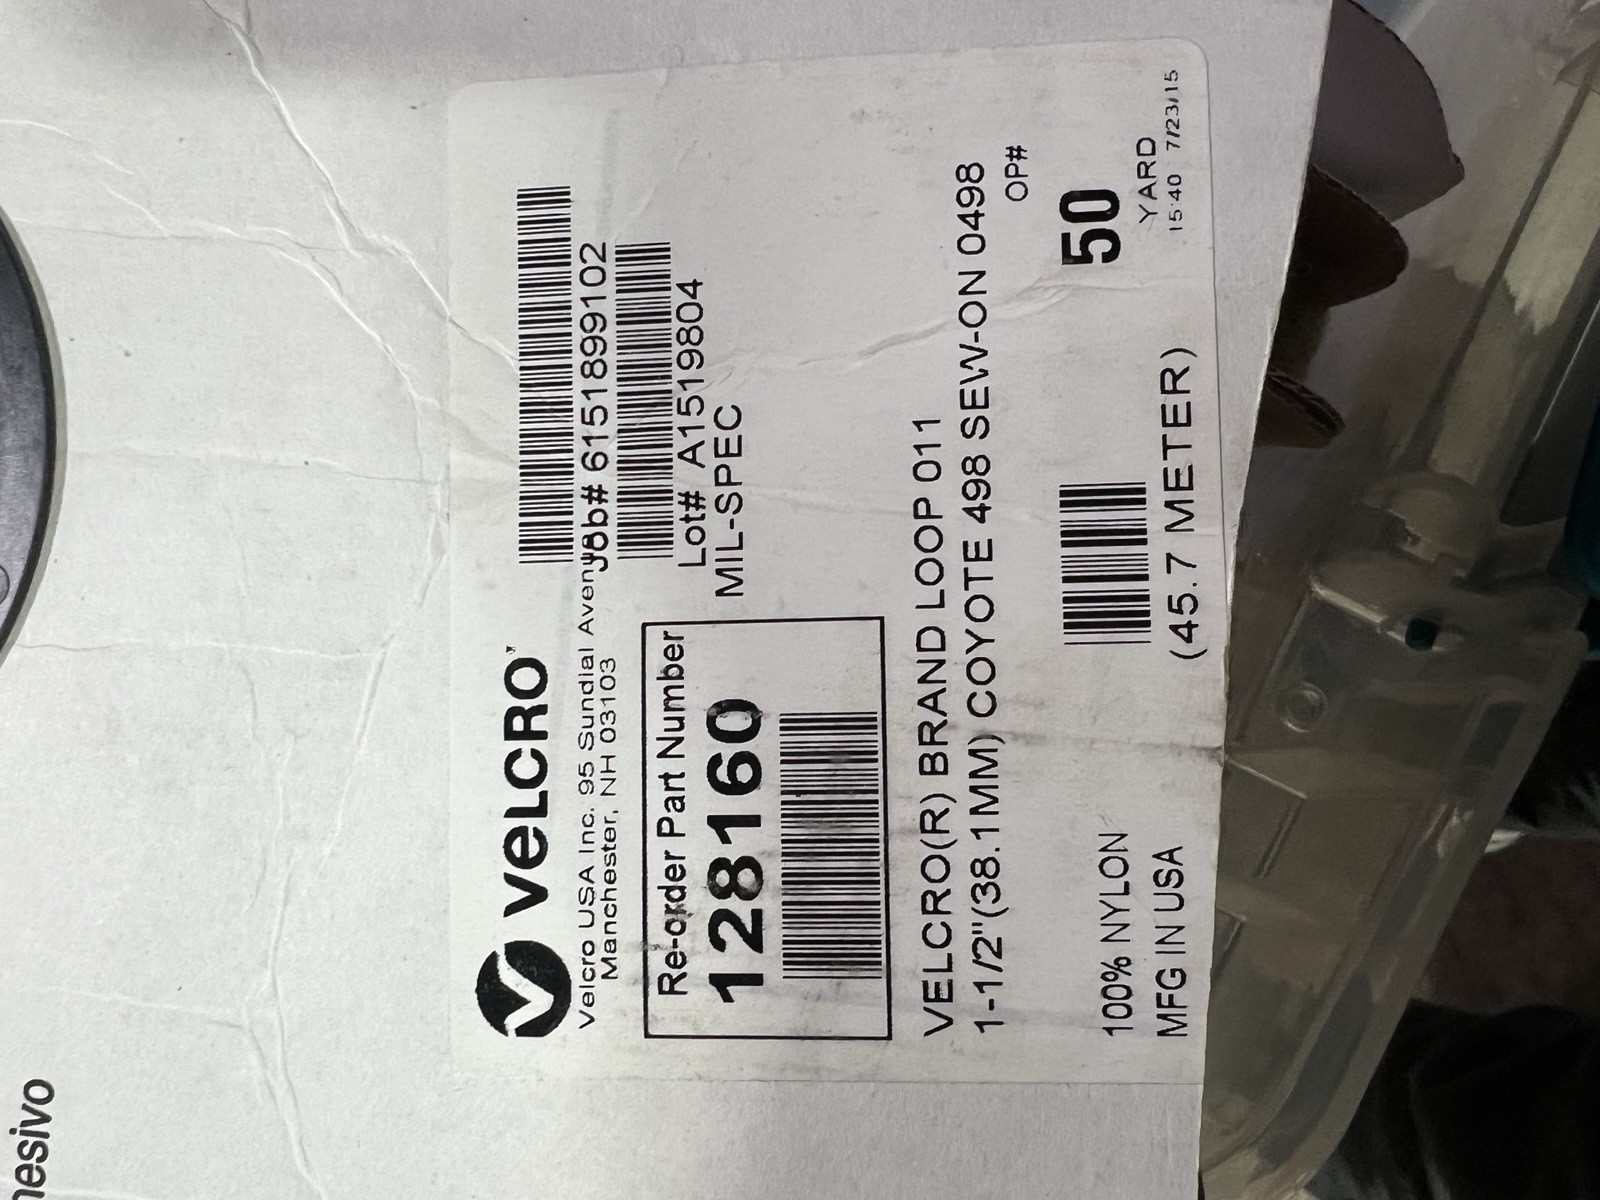 VELCRO
Velcro USA Inc. 95 Sundial Avenue
Manchester, NH 03103
Job# 6151899102
Lot# A1519804
MIL-SPEC
Re-order Part Number
128160
VELCRO(R) BRAND LOOP 011
1-1/2"(38.1MM) COYOTE 498 SEW-ON 0498
OP#
100% NYLON
MFG IN USA
50
YARD
(45.7 METER)
15:40 7/23/15